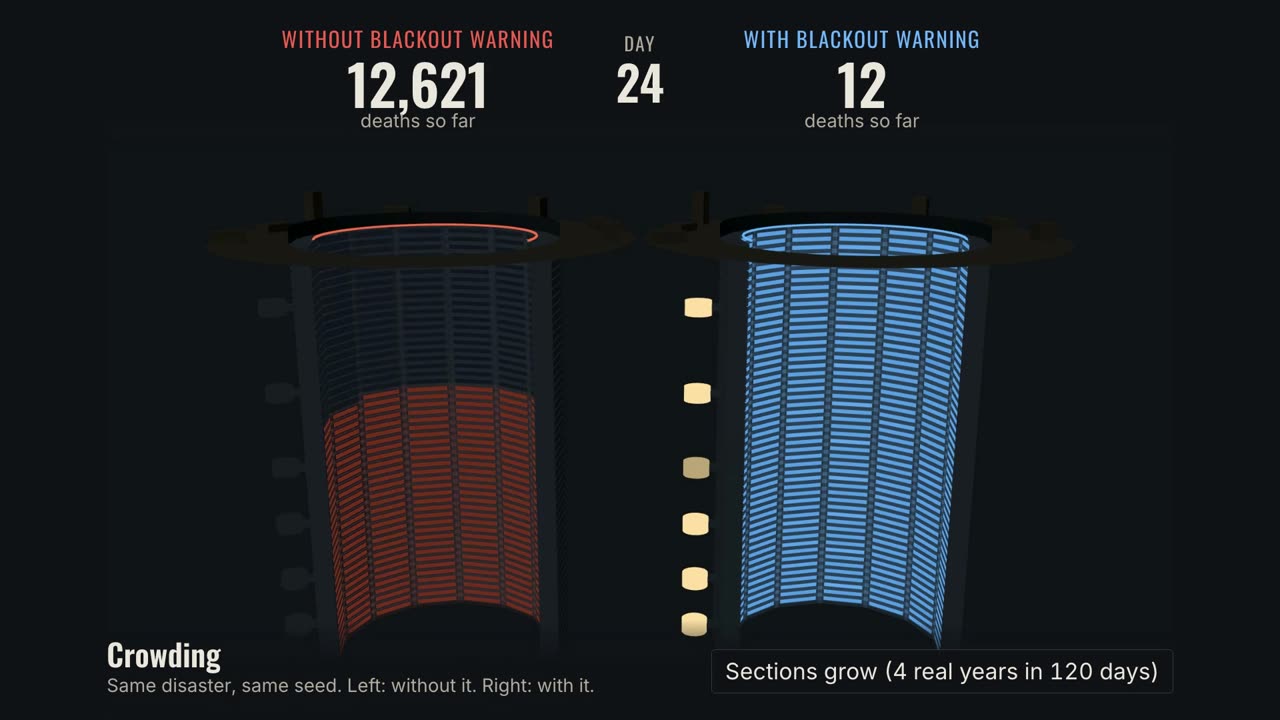 WITHOUT BLACKOUT WARNING
12,621
deaths so far
DAY
24
WITH BLACKOUT WARNING
12
deaths so far
Crowding
Same disaster, same seed. Left: without it. Right: with it.
Sections grow (4 real years in 120 days)